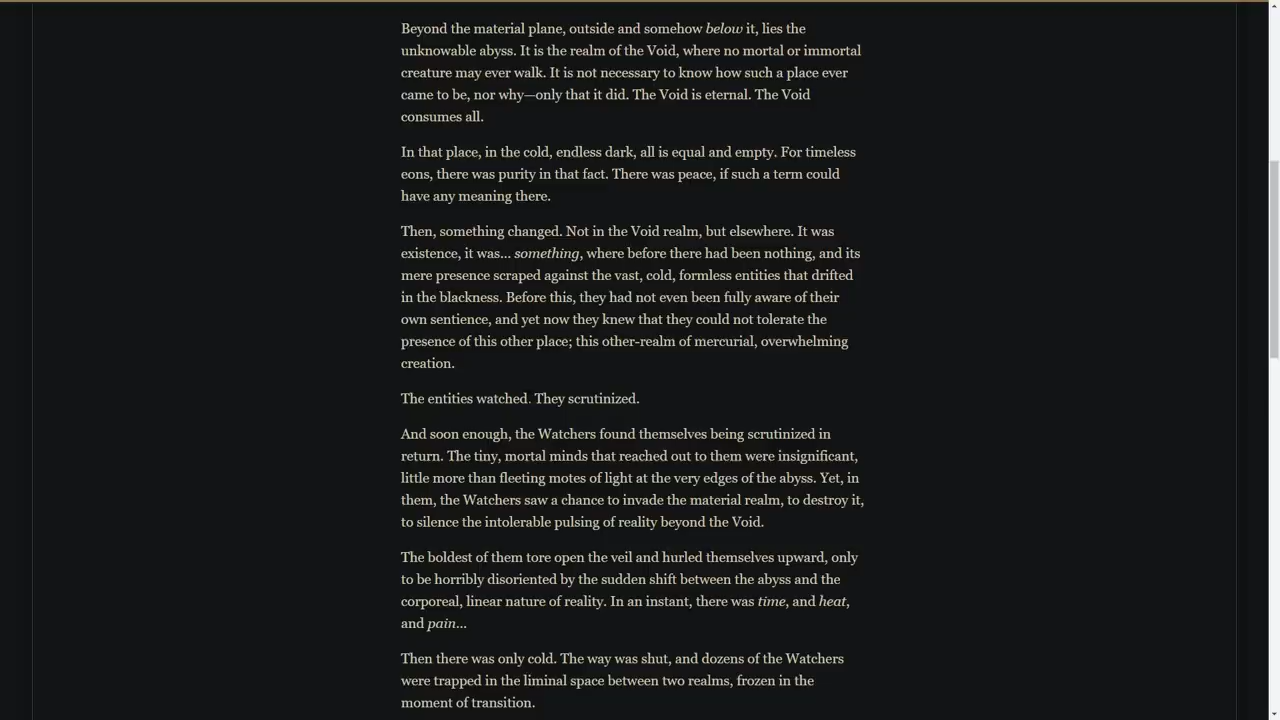 Beyond the material plane, outside and somehow below it, lies the
unknowable abyss. It is the realm of the Void, where no mortal or immortal
creature may ever walk. It is not necessary to know how such a place ever
came to be, nor why—only that it did. The Void is eternal. The Void
consumes all.
In that place, in the cold, endless dark, all is equal and empty. For timeless
eons, there was purity in that fact. There was peace, if such a term could
have any meaning there.
Then, something changed. Not in the Void realm, but elsewhere. It was
existence, it was... something, where before there had been nothing, and its
mere presence scraped against the vast, cold, formless entities that drifted
in the blackness. Before this, they had not even been fully aware of their
own sentience, and yet now they knew that they could not tolerate the
presence of this other place; this other-realm of mercurial, overwhelming
creation.
The entities watched. They scrutinized.
And soon enough, the Watchers found themselves being scrutinized in
return. The tiny, mortal minds that reached out to them were insignificant,
little more than fleeting motes of light at the very edges of the abyss. Yet, in
them, the Watchers saw a chance to invade the material realm, to destroy it,
to silence the intolerable pulsing of reality beyond the Void.
The boldest of them tore open the veil and hurled themselves upward, only
to be horribly disoriented by the sudden shift between the abyss and the
corporeal, linear nature of reality. In an instant, there was time, and heat,
and pain...
Then there was only cold. The way was shut, and dozens of the Watchers
were trapped in the liminal space between two realms, frozen in the
moment of transition.